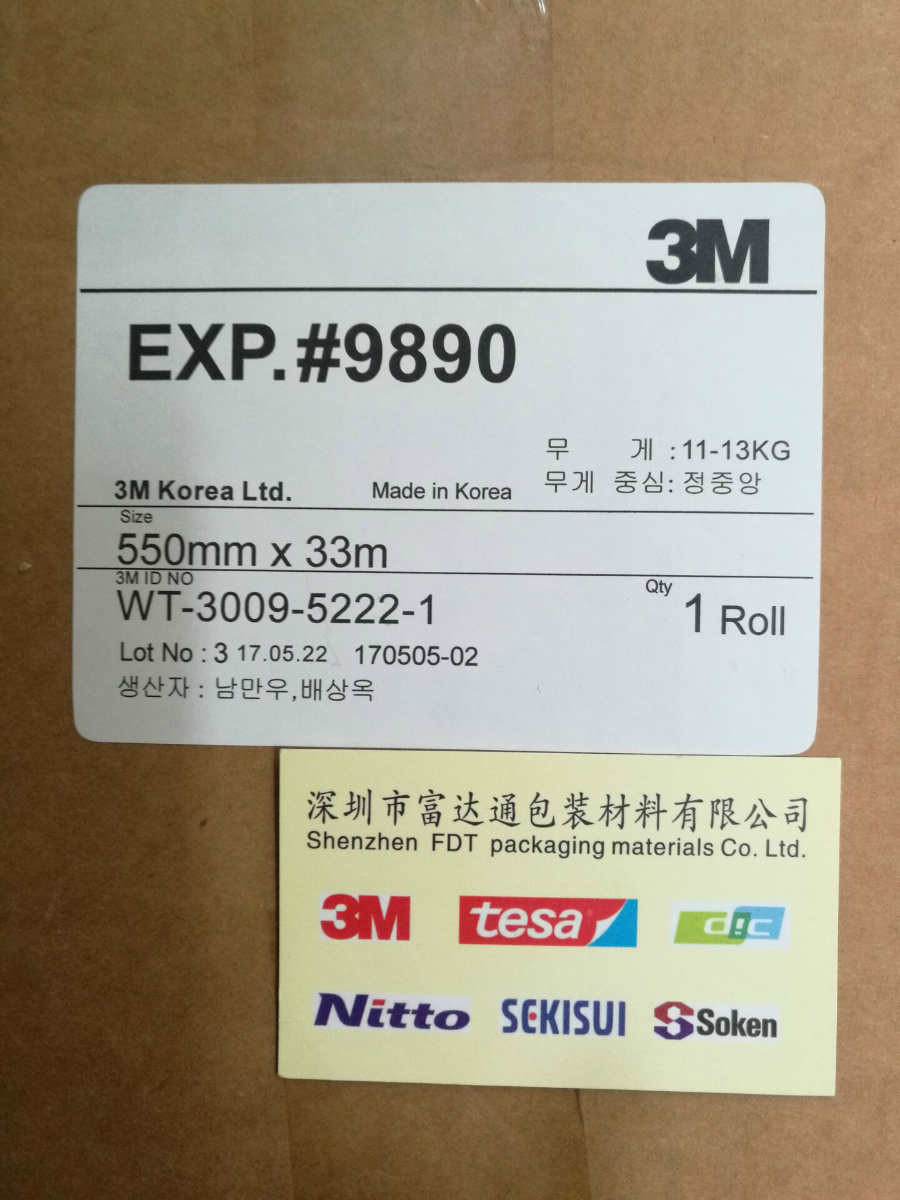 3M
EXP.#9890
무 게 : 11-13KG
3M Korea Ltd. Made in Korea 무게 중심: 정중앙
Size
550mm x 33m
3M ID NO
Qty
WT-3009-5222-1
1 Roll
Lot No : 3 17.05.22 170505-02
생산자 : 남만우,배상옥
深圳市富达通包装材料有限公司
Shenzhen FDT packaging materials Co. Ltd.
3M tesa dic
Nitto SEKISUI Soken